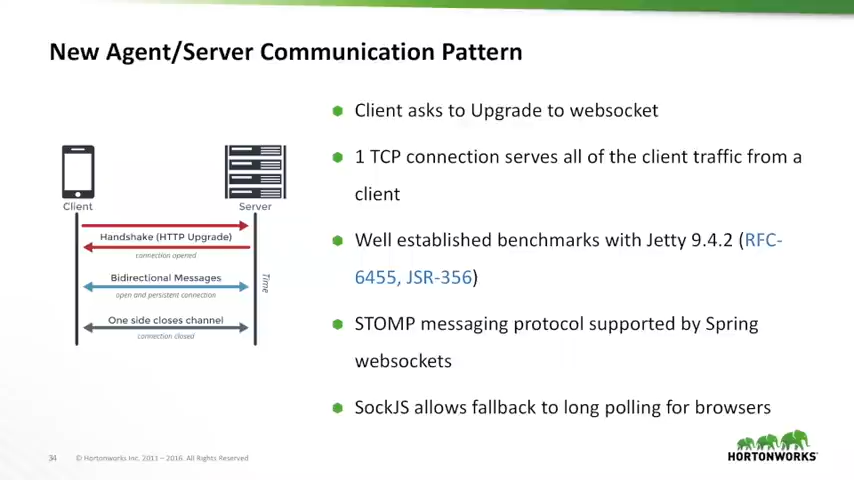 New Agent/Server Communication Pattern
Client asks to Upgrade to websocket
1 TCP connection serves all of the client traffic from a
client
Well established benchmarks with Jetty 9.4.2 (RFC-
6455, JSR-356)
STOMP messaging protocol supported by Spring
websockets
SockJS allows fallback to long polling for browsers
Client
Server
Handshake (HTTP Upgrade)
connection opened
Bidirectional Messages
open and persistent connection
Time
One side closes channel
connection closed
34 © Hortonworks Inc. 2011 – 2016. All Rights Reserved
HORTONWORKS